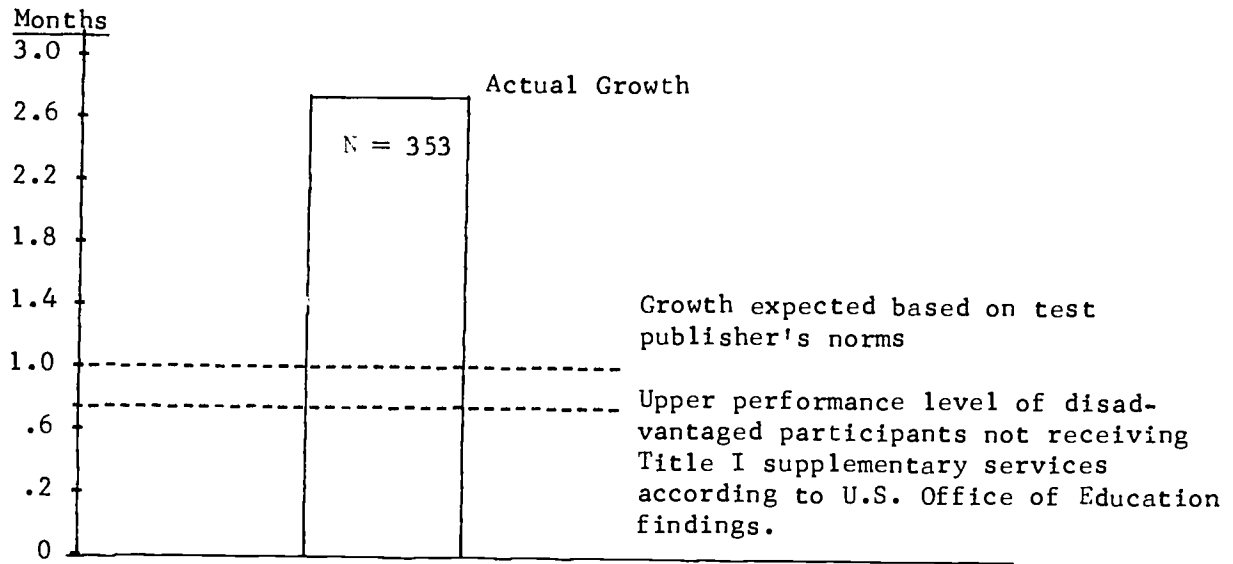 Months
3.0
Actual Growth
2.6
N = 353
2.2
1.8
1.4
Growth expected based on test
publisher's norms
1.0
Upper performance level of disad-
.6
vantaged participants not receiving
Title I supplementary services
.2
according to U.S. Office of Education
findings.
0